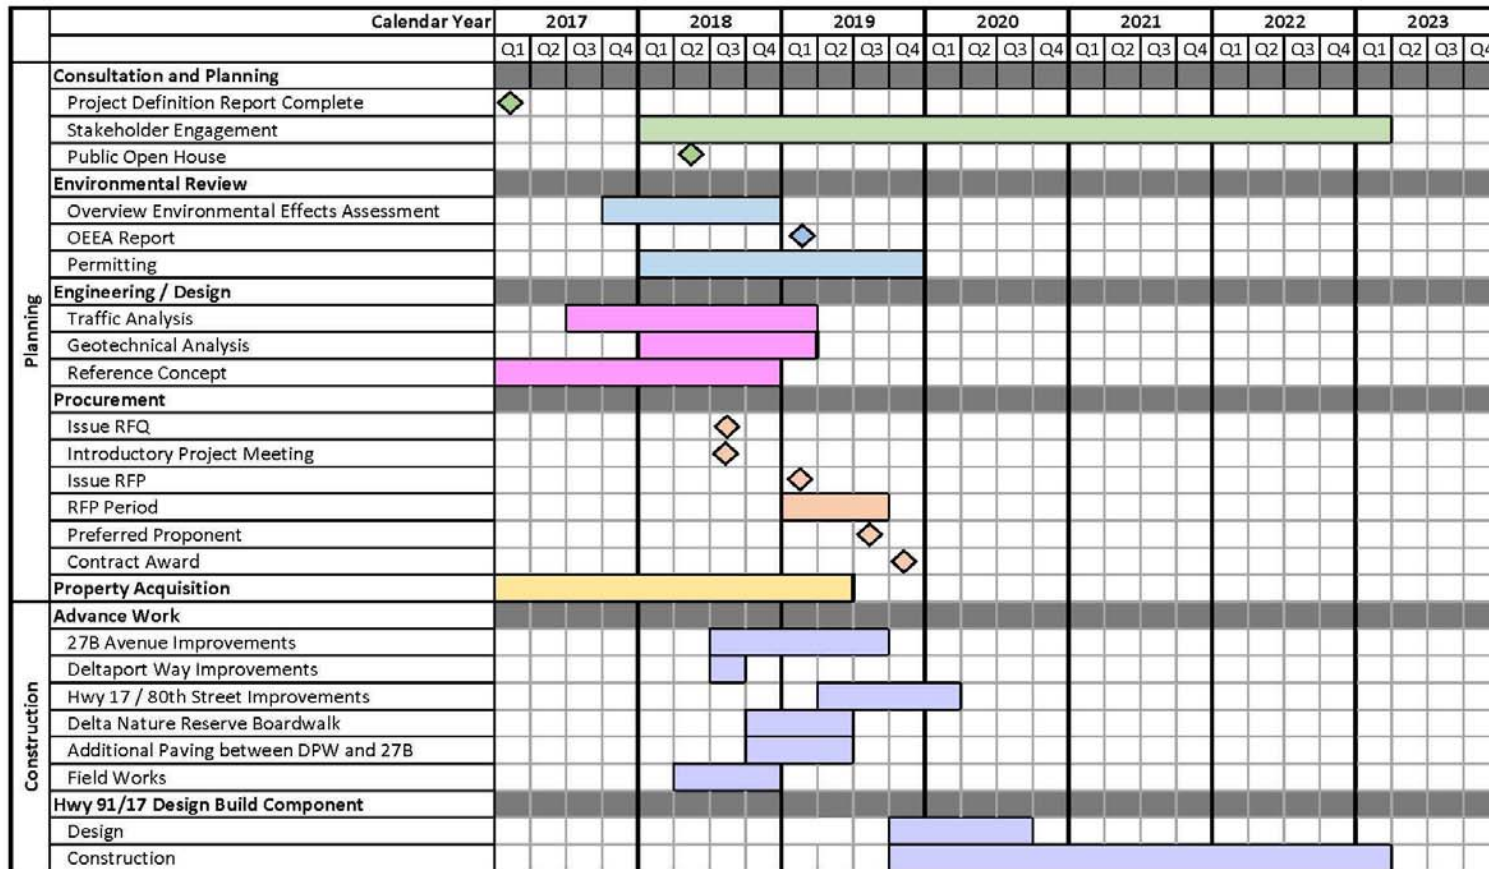 Calendar Year 2017 2018 2019 2020 2021 2022 2023
Q1 Q2 Q3 Q4 Q1 Q2 Q3 Q4 Q1 Q2 Q3 Q4 Q1 Q2 Q3 Q4 Q1 Q2 Q3 Q4 Q1 Q2 Q3 Q4 Q1 Q2 Q3 Q4
Planning
Consultation and Planning
Project Definition Report Complete
Stakeholder Engagement
Public Open House
Environmental Review
Overview Environmental Effects Assessment
OEEA Report
Permitting
Engineering / Design
Traffic Analysis
Geotechnical Analysis
Reference Concept
Procurement
Issue RFQ
Introductory Project Meeting
Issue RFP
RFP Period
Preferred Proponent
Contract Award
Property Acquisition
Construction
Advance Work
27B Avenue Improvements
Deltaport Way Improvements
Hwy 17 / 80th Street Improvements
Delta Nature Reserve Boardwalk
Additional Paving between DPW and 27B
Field Works
Hwy 91/17 Design Build Component
Design
Construction